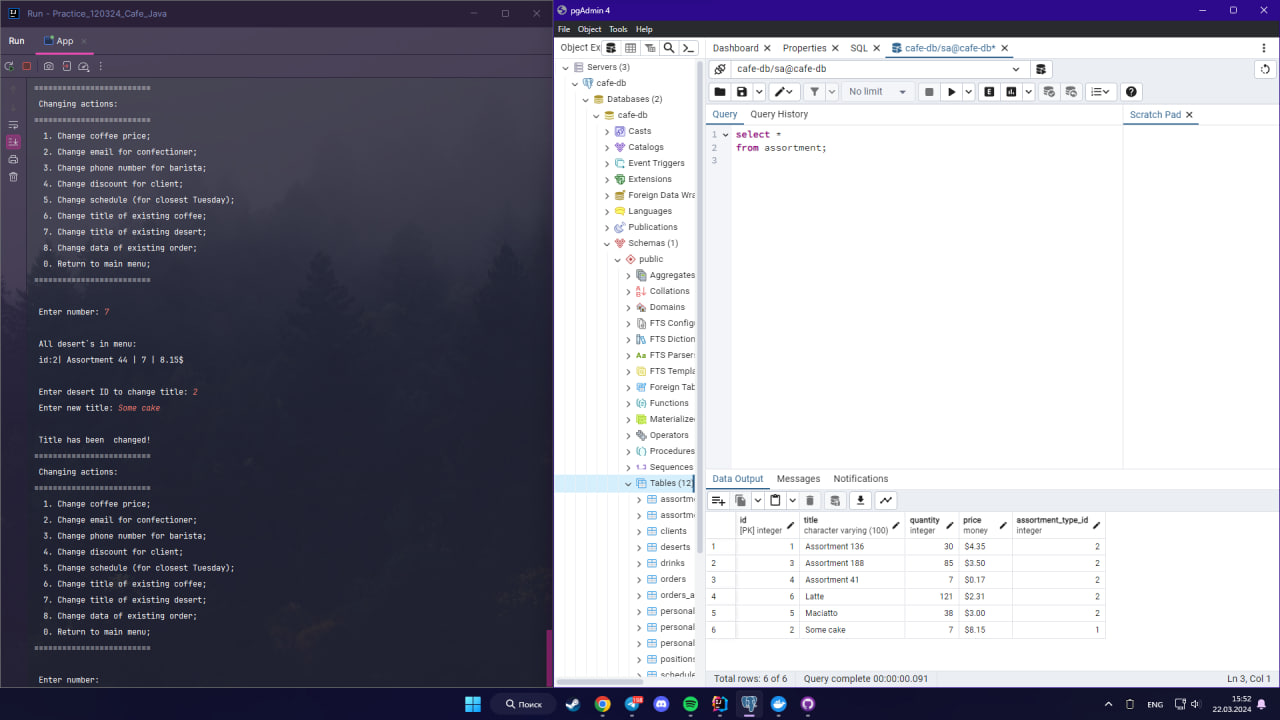 Run - Practice_120324_Cafe_Java
Run
App
=========================
Changing actions:
=========================
1. Change coffee price;
2. Change email for confectioner;
3. Change phone number for barista;
4. Change discount for client;
5. Change schedule (for closest Tuesday);
6. Change title of existing coffee;
7. Change title of existing desert;
8. Change data of existing order;
0. Return to main menu;
=========================
Enter number: 7
All desert`s in menu:
id:2| Assortment 44 | 7 | 8.15$
Enter desert ID to change title: 2
Enter new title: Some cake
Title has been  changed!
=========================
Changing actions:
=========================
1. Change coffee price;
2. Change email for confectioner;
3. Change phone number for barista;
4. Change discount for client;
5. Change schedule (for closest Tuesday);
6. Change title of existing coffee;
7. Change title of existing desert;
8. Change data of existing order;
0. Return to main menu;
=========================
Enter number:
pgAdmin 4
File Object Tools Help
Object Ex
Dashboard Properties SQL cafe-db/sa@cafe-db*
Servers (3)
cafe-db
Databases (2)
cafe-db
Casts
Catalogs
Event Triggers
Extensions
Foreign Data Wra
Languages
Publications
Schemas (1)
public
Aggregates
Collations
Domains
FTS Config
FTS Diction
FTS Parsers
FTS Templa
Foreign Tab
Functions
Materialize
Operators
Procedures
Sequences
Tables (12)
assortme
assortme
clients
deserts
drinks
orders
orders_a
personal
personal
personal
positions
schedule
cafe-db/sa@cafe-db
No limit
Query Query History
Scratch Pad
1 select *
2 from assortment;
3
Data Output Messages Notifications
id [PK] integer title character varying (100) quantity integer price money assortment_type_id integer
1 1 Assortment 136 30 $4.35 2
2 3 Assortment 188 85 $3.50 2
3 4 Assortment 41 7 $0.17 2
4 6 Latte 121 $2.31 2
5 5 Maciatto 38 $3.00 2
6 2 Some cake 7 $8.15 1
Total rows: 6 of 6 Query complete 00:00:00.091 Ln 3, Col 1
Поиск
198
ENG
15:52
22.03.2024